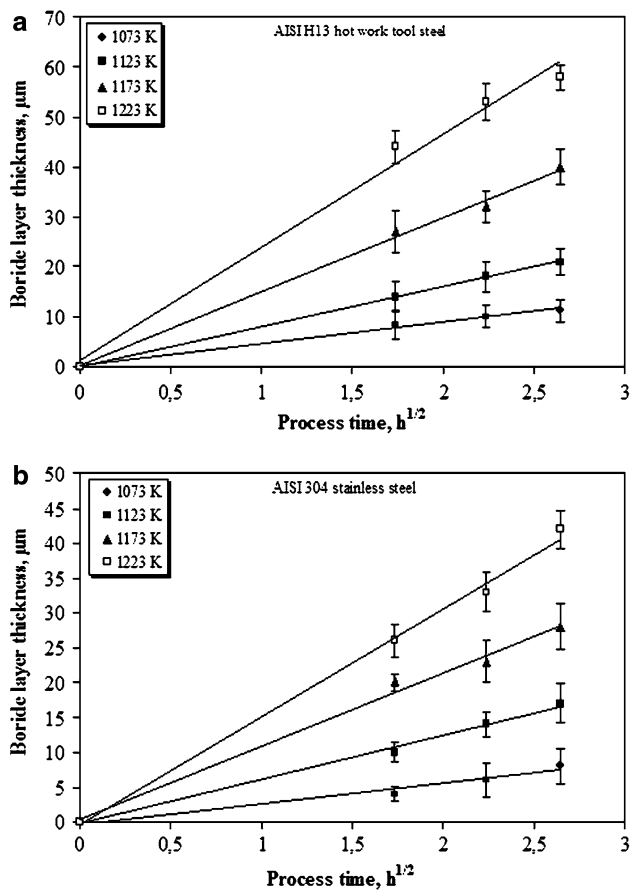 a
AISI H13 hot work tool steel
1073 K
1123 K
1173 K
1223 K
Boride layer thickness, µm
70
60
50
40
30
20
10
0
0 0,5 1 1,5 2 2,5 3
Process time, h1/2
b
AISI 304 stainless steel
1073 K
1123 K
1173 K
1223 K
Boride layer thickness, µm
50
45
40
35
30
25
20
15
10
5
0
0 0,5 1 1,5 2 2,5 3
Process time, h1/2